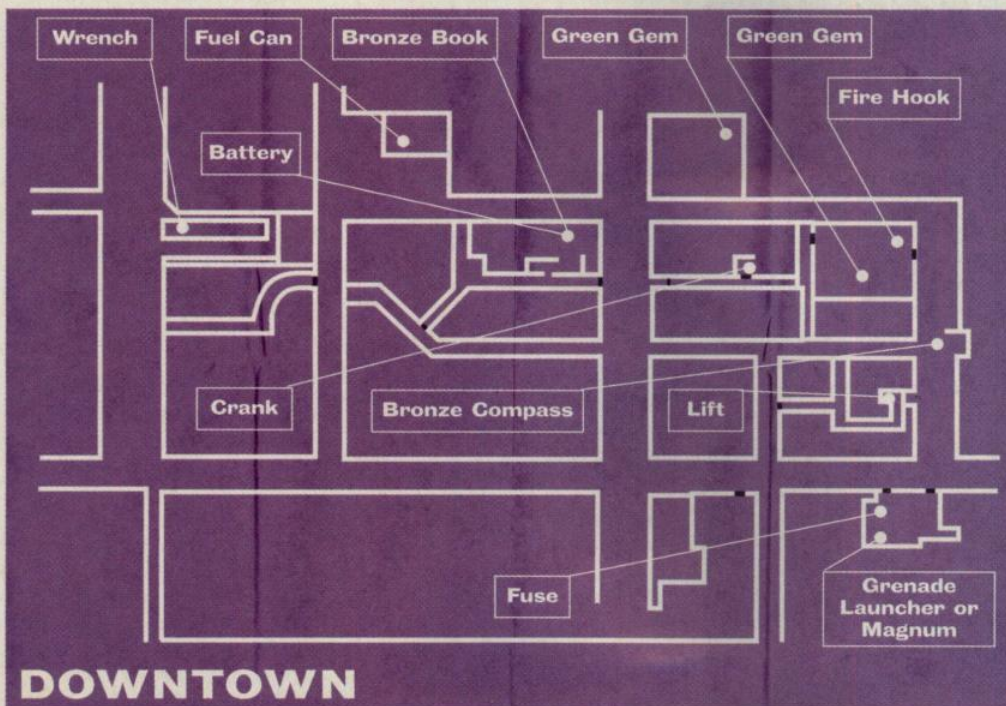 Wrench
Fuel Can
Bronze Book
Green Gem
Green Gem
Fire Hook
Battery
Crank
Bronze Compass
Lift
Fuse
Grenade
Launcher or
Magnum
DOWNTOWN